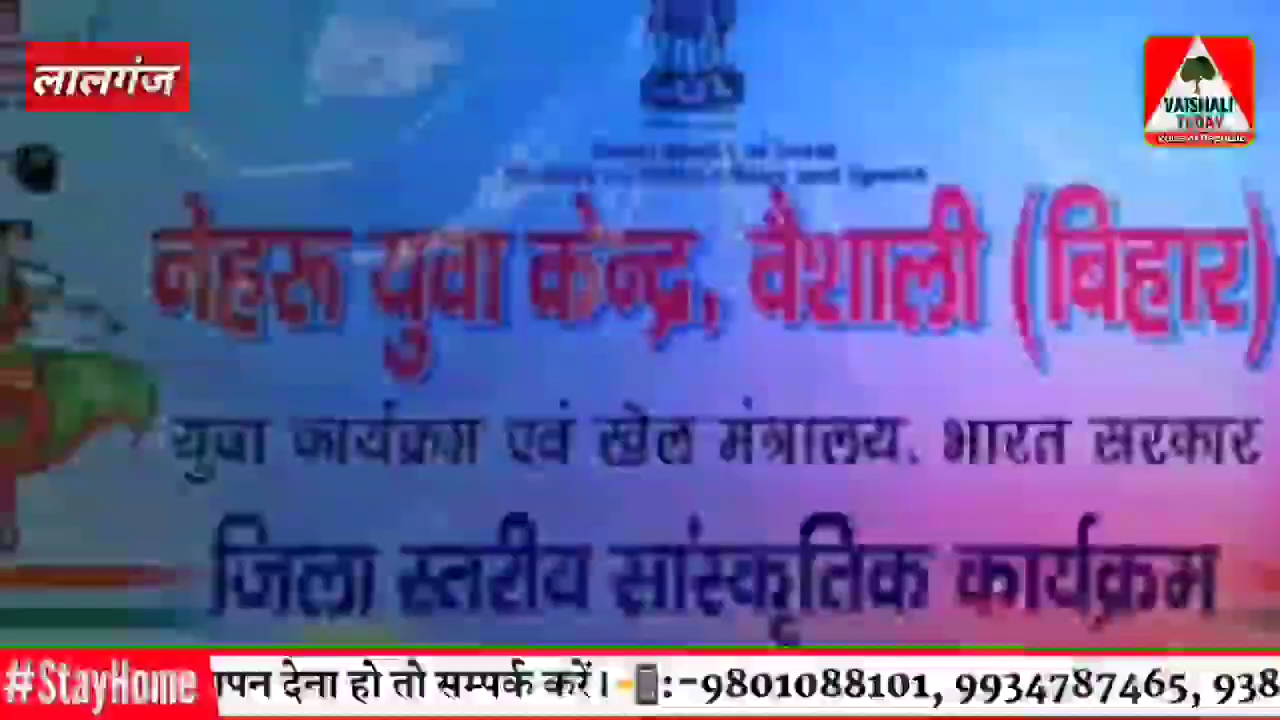 लालगंज
VAISHALI
TODAY
नेहरू युवा केन्द्र, वैशाली (बिहार)
युवा कार्यक्रम एवं खेल मंत्रालय, भारत सरकार
जिला स्तरीय सांस्कृतिक कार्यक्रम
#StayHome
ापन देना हो तो सम्पर्क करें। :-9801088101, 9934787465, 938